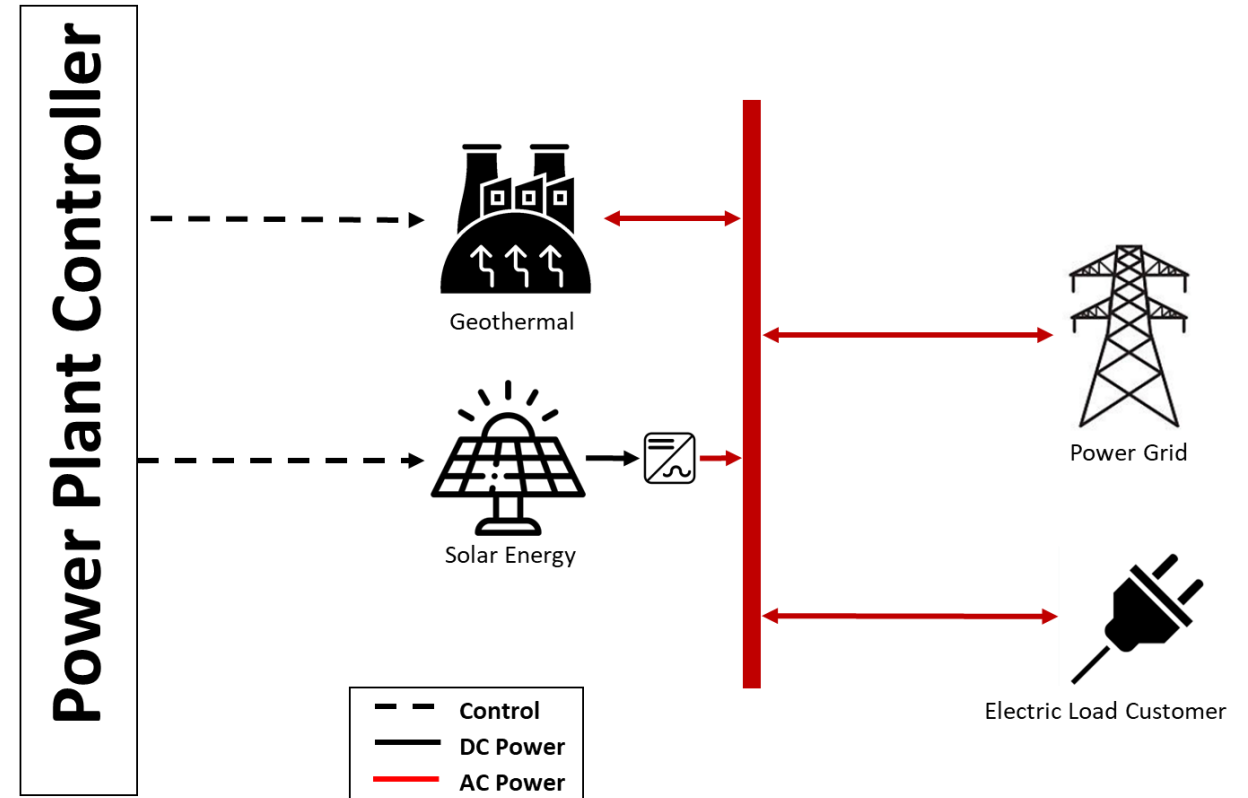 Power Plant Controller
Geothermal
Solar Energy
Power Grid
Electric Load Customer
Control
DC Power
AC Power